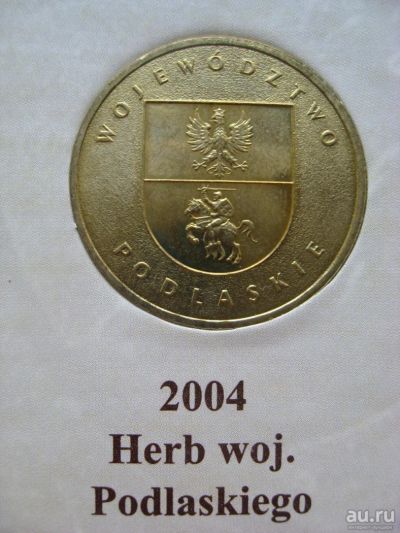 WOJEWÓDZTWO
PODLASKIE
2004
Herb woj.
Podlaskiego
au.ru